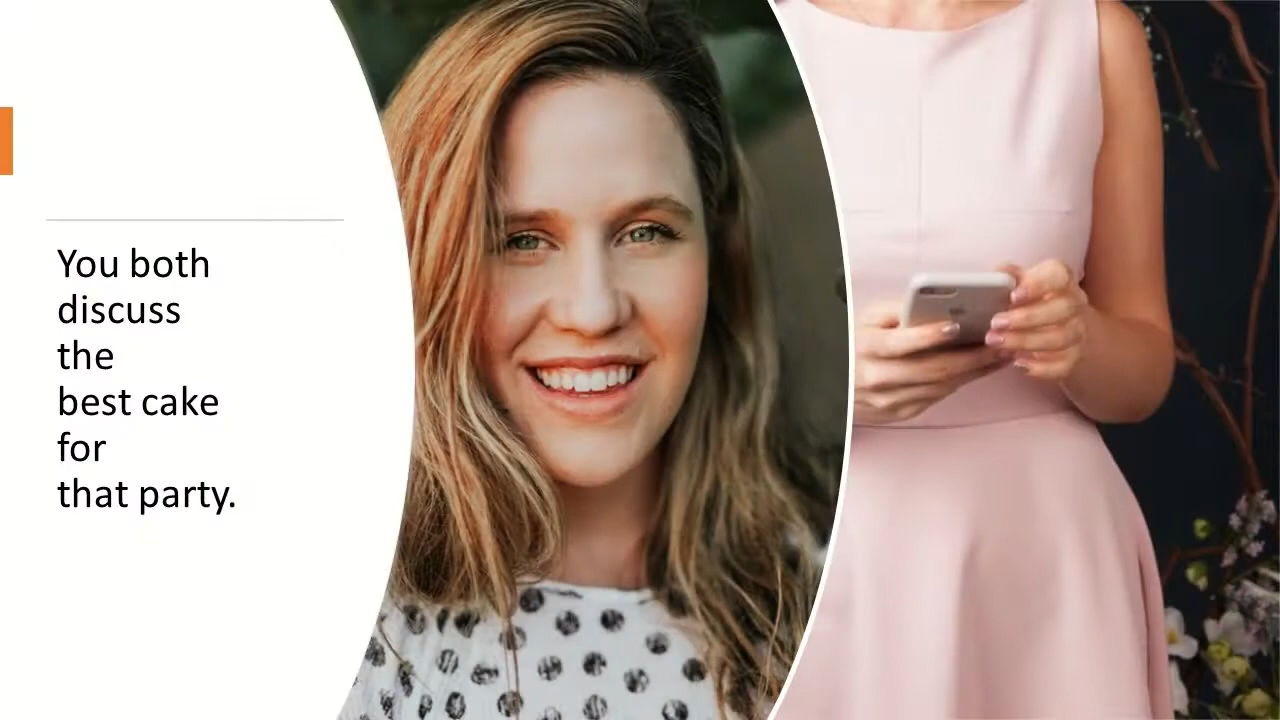 You both
discuss
the
best cake
for
that party.